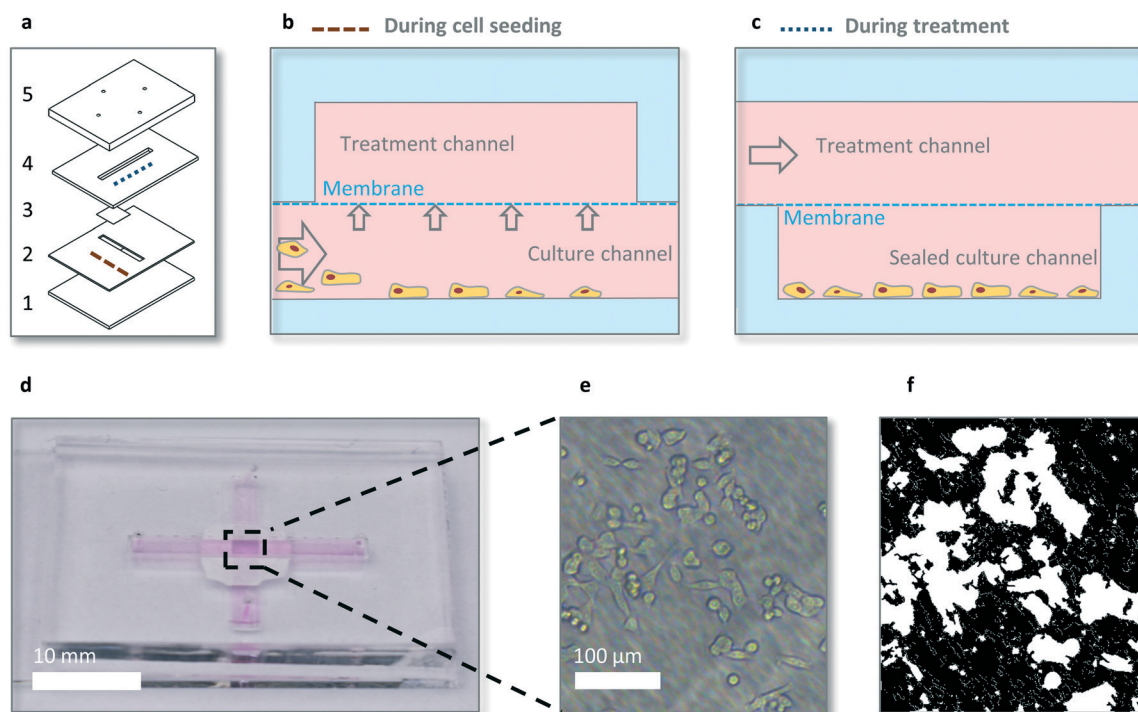 a
5
4
3
2
1
b
During cell seeding
Treatment channel
Membrane
Culture channel
c
During treatment
Treatment channel
Membrane
Sealed culture channel
d
10 mm
e
100 µm
f